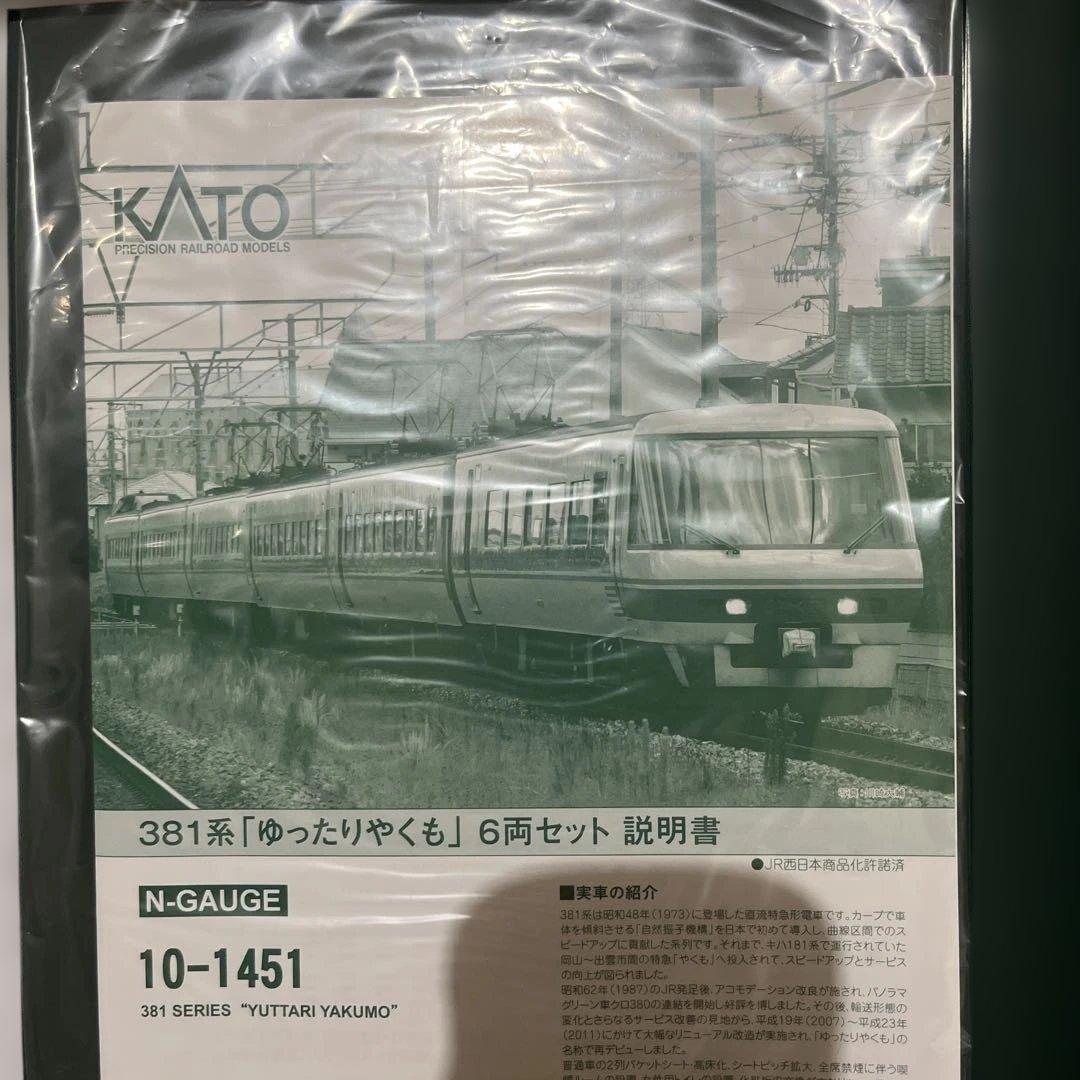 KATO
PRECISION RAILROAD MODELS
写真:川崎大輔
381系「ゆったりやくも」 6両セット 説明書
●JR西日本商品化許諾済
N-GAUGE
10-1451
381 SERIES “YUTTARI YAKUMO”
■実車の紹介
381系は昭和48年(1973)に登場した直流特急形電車です。カーブで車
体を傾斜させる「自然振子機構」を日本で初めて導入し、曲線区間でのス
ピードアップに貢献した系列です。それまで、キハ181系で運行されていた
岡山〜出雲市間の特急「やくも」へ投入されて、スピードアップとサービス
の向上が図られました。
昭和62年(1987)のJR発足後、アコモデーション改良が施され、パノラマ
グリーン車クロ380の連結を開始し好評を博しました。その後、輸送形態の
変化とさらなるサービス改善の見地から、平成19年(2007)〜平成23年
(2011)にかけて大幅なリニューアル改造が実施され、「ゆったりやくも」の
名称で再デビューしました。
普通車の2列バケットシート・高床化、シートピッチ拡大、全席禁煙に伴う喫